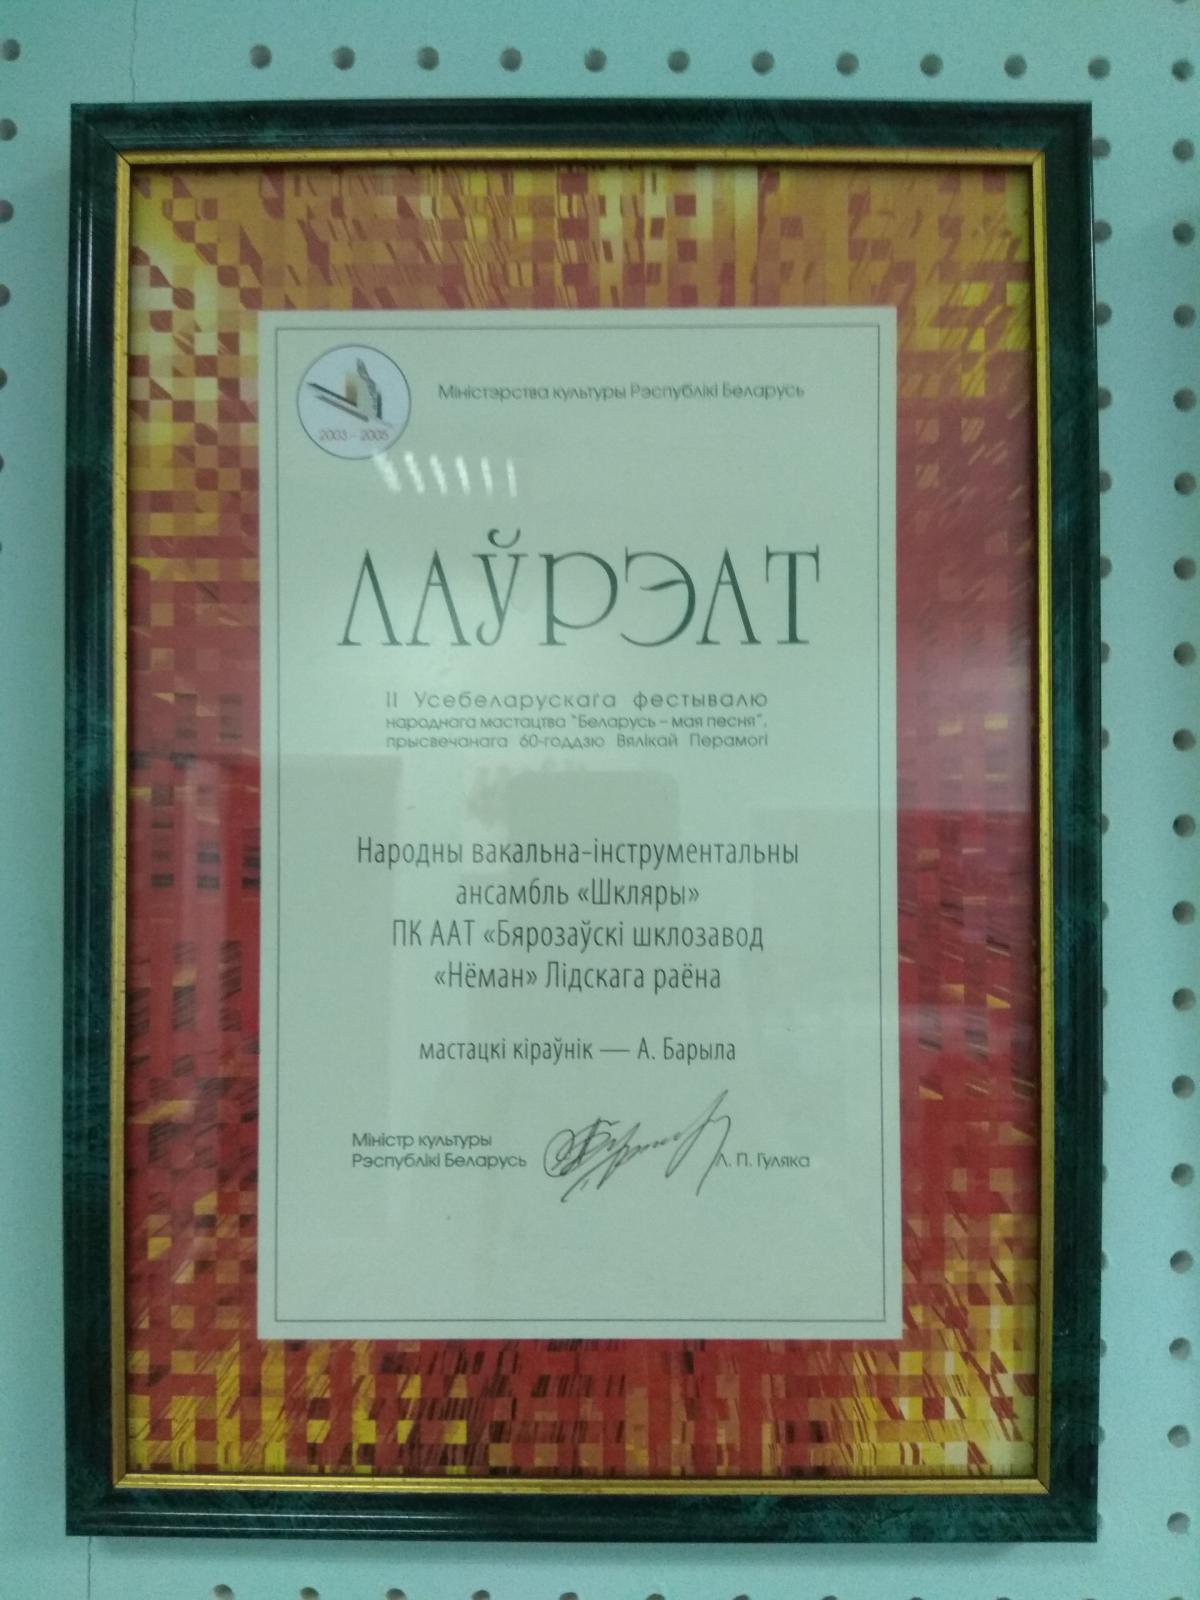 Міністэрства культуры Рэспублікі Беларусь
2003 – 2005
ЛАЎРЭАТ
II Усебеларускага фестывалю
народнага мастацтва "Беларусь – мая песня",
прысвечанага 60-годдзю Вялікай Перамогі
Народны вакальна-інструментальны
ансамбль «Шкляры»
ПК ААТ «Бярозаўскі шклозавод
«Нёман» Лідскага раёна
мастацкі кіраўнік — А. Барыла
Міністр культуры
Рэспублікі Беларусь
Л. П. Гуляка